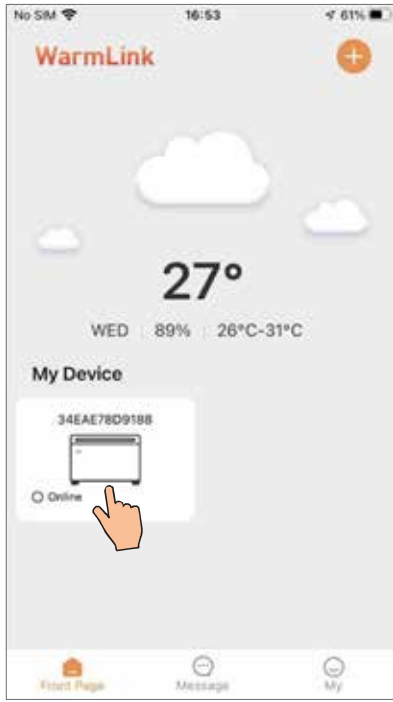 No SIM 16:53 61%
WarmLink
27°
WED | 89% | 26°C-31°C
My Device
34EAE78D9188
Online
Front Page Message My